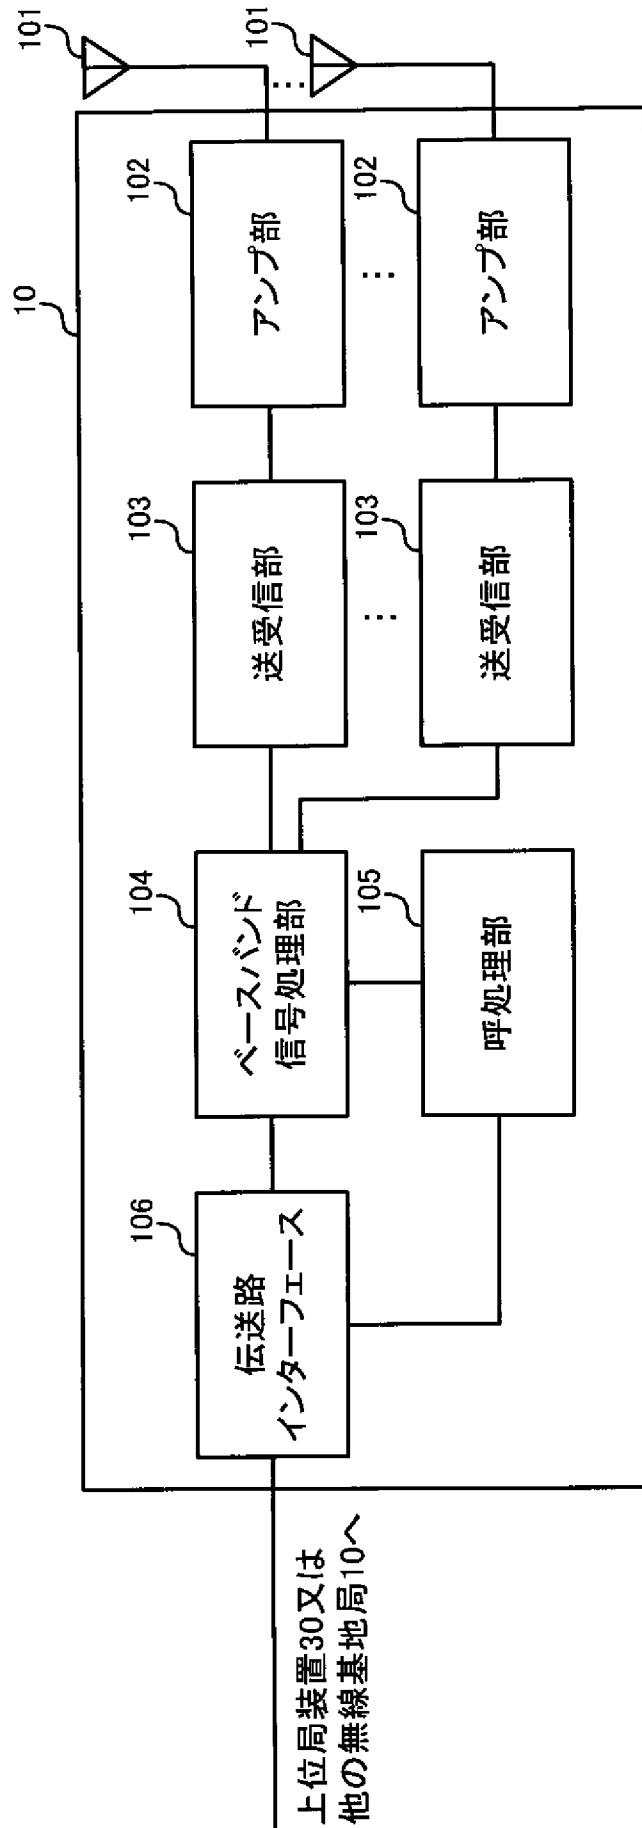 10
101
101
102
アンプ部
102
アンプ部
103
送受信部
103
送受信部
104
ベースバンド
信号処理部
105
呼処理部
106
伝送路
インターフェース
上位局装置30又は
他の無線基地局10へ